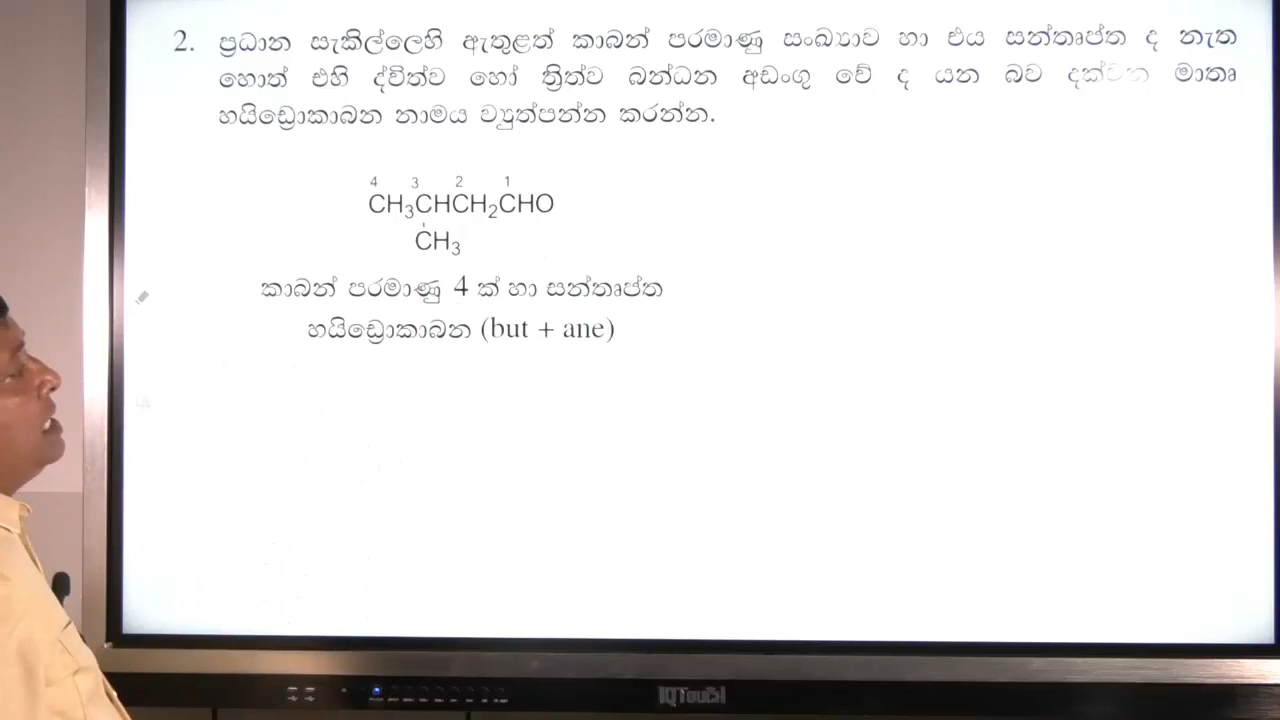 2. ප්‍රධාන සැකිල්ලෙහි ඇතුළත් කාබන් පරමාණු සංඛ්‍යාව හා එය සන්තෘප්ත ද නැත
හොත් එහි ද්විත්ව හෝ ත්‍රිත්ව බන්ධන අඩංගු වේ ද යන බව දක්වන මාතෘ
හයිඩ්‍රොකාබන නාමය ව්‍යුත්පන්න කරන්න.
4 3 2 1
CH₃CHCH₂CHO
CH₃
කාබන් පරමාණු 4 ක් හා සන්තෘප්ත
හයිඩ්‍රොකාබන (but + ane)
IQTouch